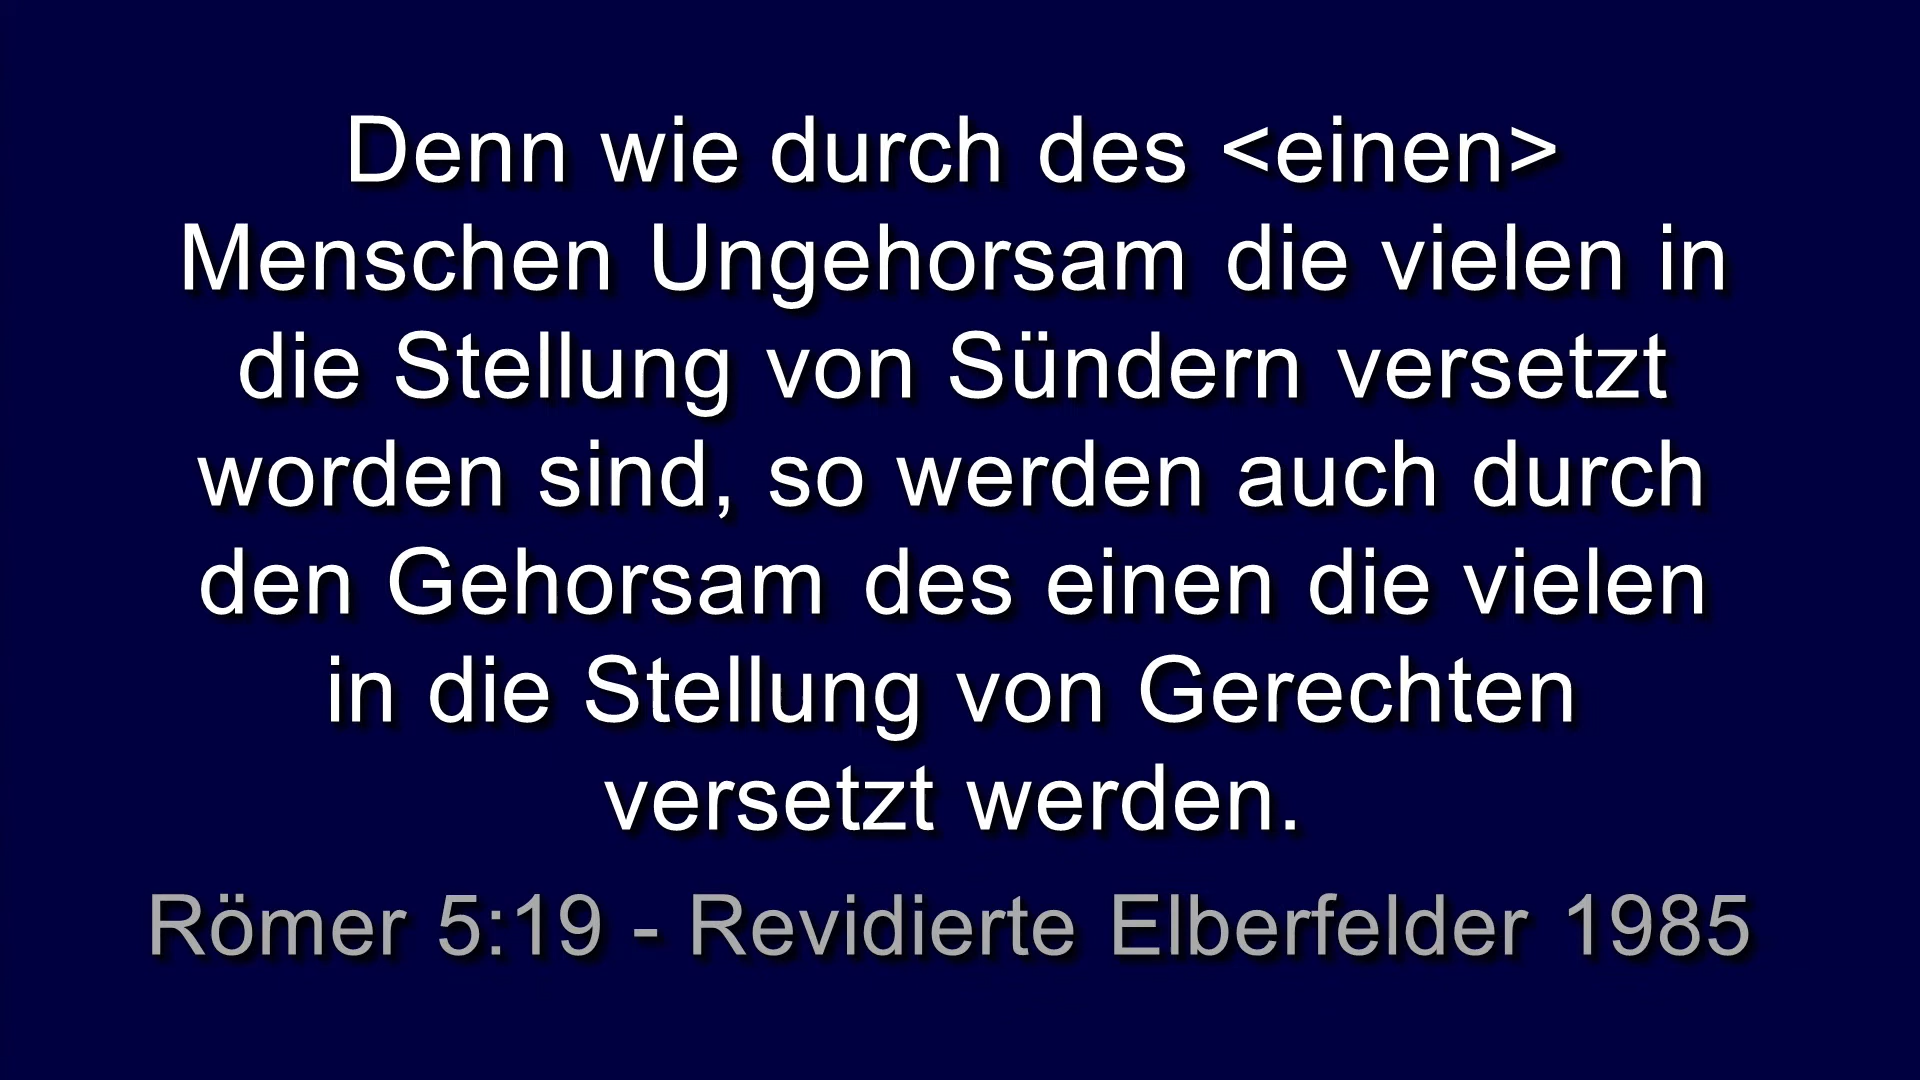 Denn wie durch des <einen>
Menschen Ungehorsam die vielen in
die Stellung von Sündern versetzt
worden sind, so werden auch durch
den Gehorsam des einen die vielen
in die Stellung von Gerechten
versetzt werden.
Römer 5:19 - Revidierte Elberfelder 1985